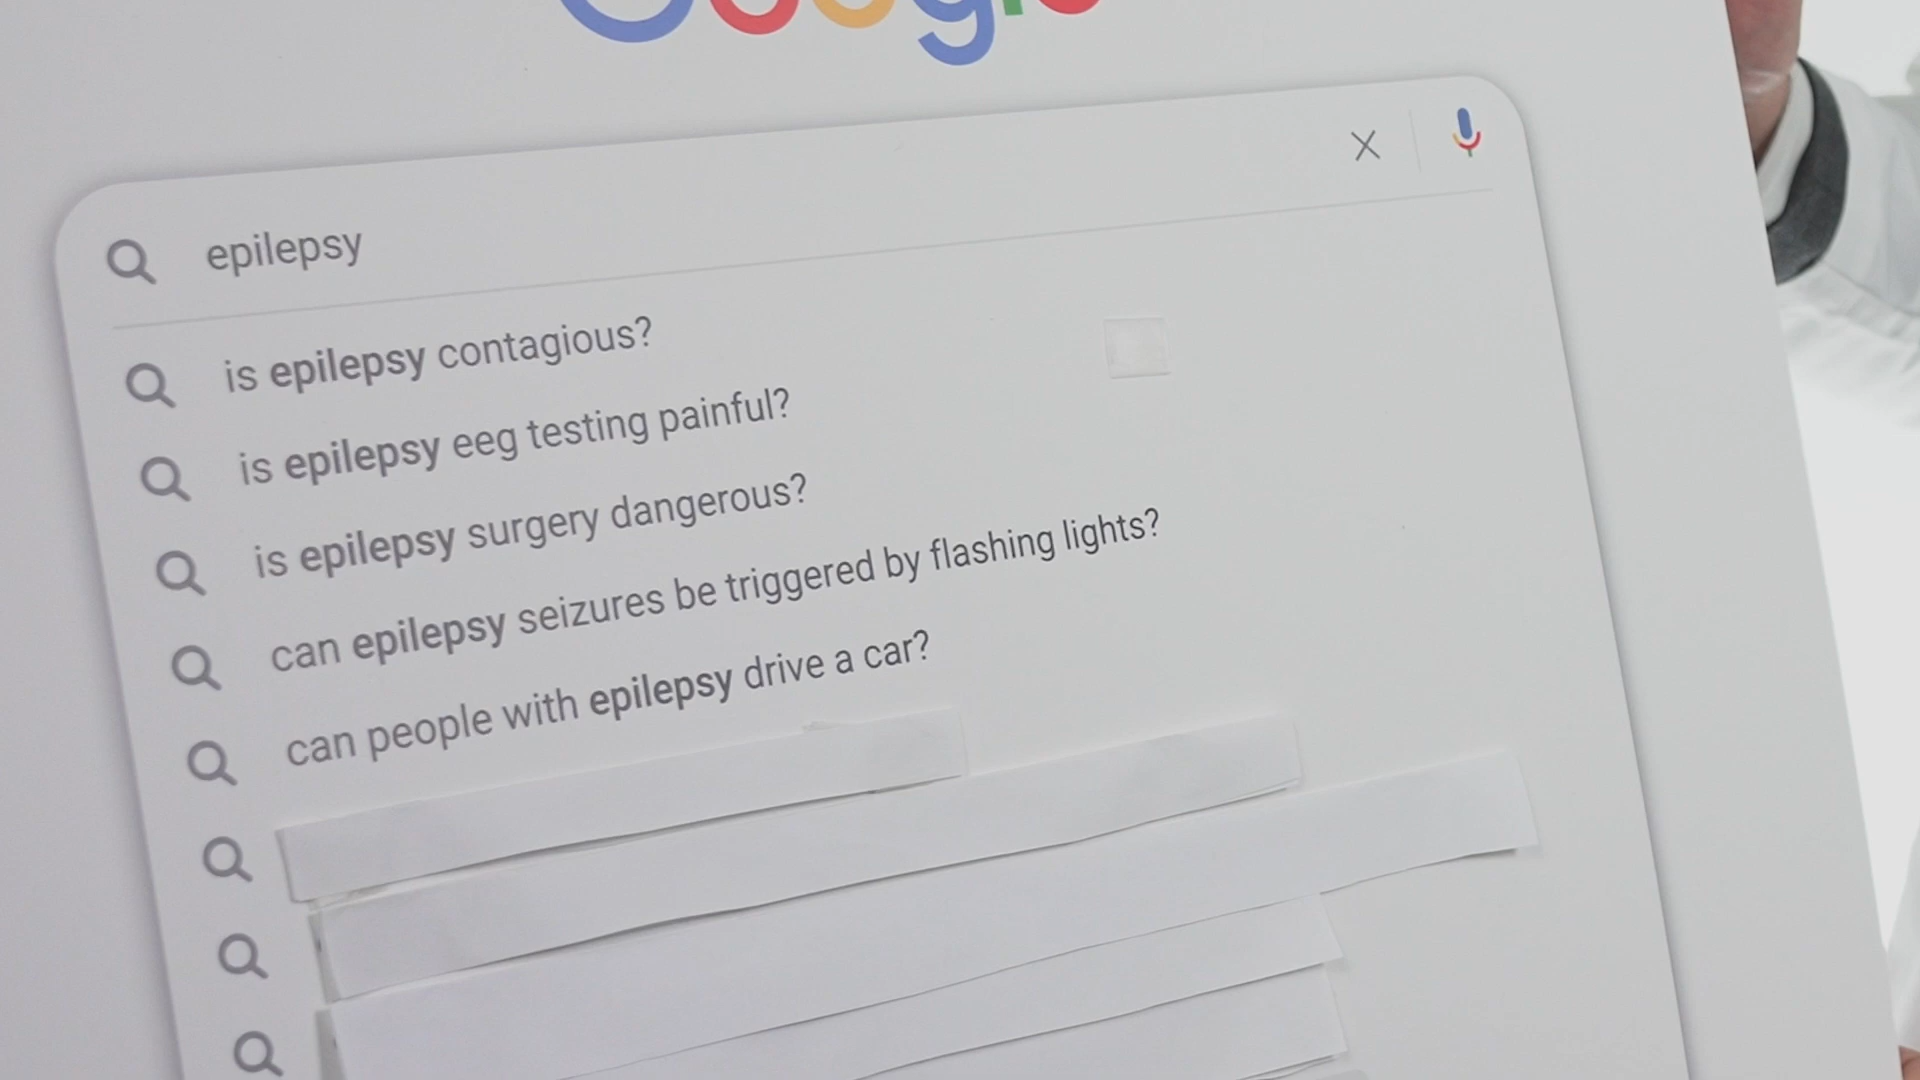 Google
epilepsy
is epilepsy contagious?
is epilepsy eeg testing painful?
is epilepsy surgery dangerous?
can epilepsy seizures be triggered by flashing lights?
can people with epilepsy drive a car?